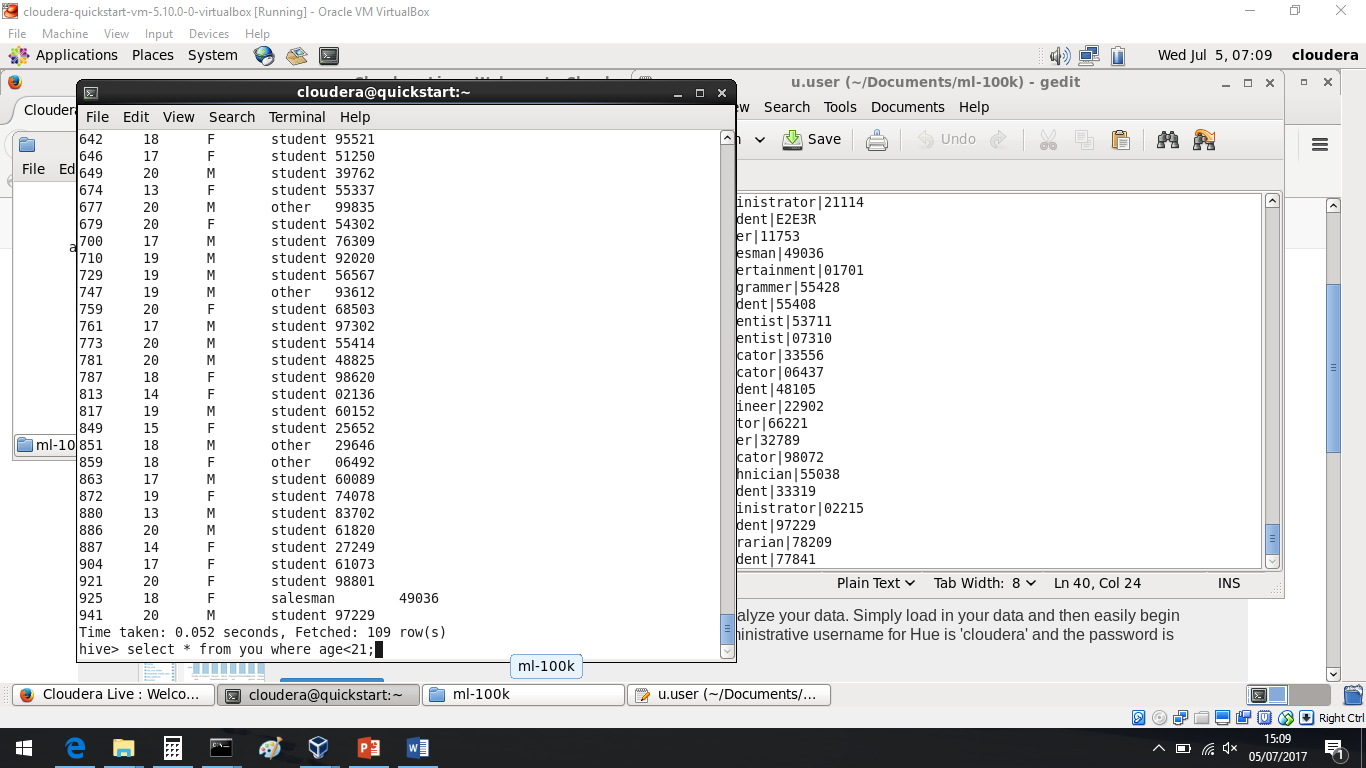 cloudera-quickstart-vm-5.10.0-0-virtualbox [Running] - Oracle VM VirtualBox
File Machine View Input Devices Help
Applications Places System Wed Jul 5, 07:09 cloudera
u.user (~/Documents/ml-100k) - gedit
Cloudera
cloudera@quickstart:~
File Edit View Search Terminal Help
Search Tools Documents Help
Save Undo
File
642 18 F student 95521
646 17 F student 51250
649 20 M student 39762
674 13 F student 55337
677 20 M other 99835
679 20 F student 54302
700 17 M student 76309
710 19 M student 92020
729 19 M student 56567
747 19 M other 93612
759 20 F student 68503
761 17 M student 97302
773 20 M student 55414
781 20 M student 48825
787 18 F student 98620
813 14 F student 02136
817 19 M student 60152
849 15 F student 25652
851 18 M other 29646
859 18 F other 06492
863 17 M student 60089
872 19 F student 74078
880 13 M student 83702
886 20 M student 61820
887 14 F student 27249
904 17 F student 61073
921 20 F student 98801
925 18 F salesman 49036
941 20 M student 97229
Time taken: 0.052 seconds, Fetched: 109 row(s)
hive> select * from you where age<21;
inistrator|21114
dent|E2E3R
er|11753
esman|49036
ertainment|01701
grammer|55428
dent|55408
entist|53711
entist|07310
cator|33556
cator|06437
dent|48105
ineer|22902
tor|66221
er|32789
cator|98072
hnician|55038
dent|33319
inistrator|02215
dent|97229
rarian|78209
dent|77841
Plain Text Tab Width: 8 Ln 40, Col 24 INS
ml-10
alyze your data. Simply load in your data and then easily begin
ministrative username for Hue is 'cloudera' and the password is
ml-100k
Cloudera Live : Welco... cloudera@quickstart:~ ml-100k u.user (~/Documents/...
Right Ctrl
15:09
05/07/2017
1